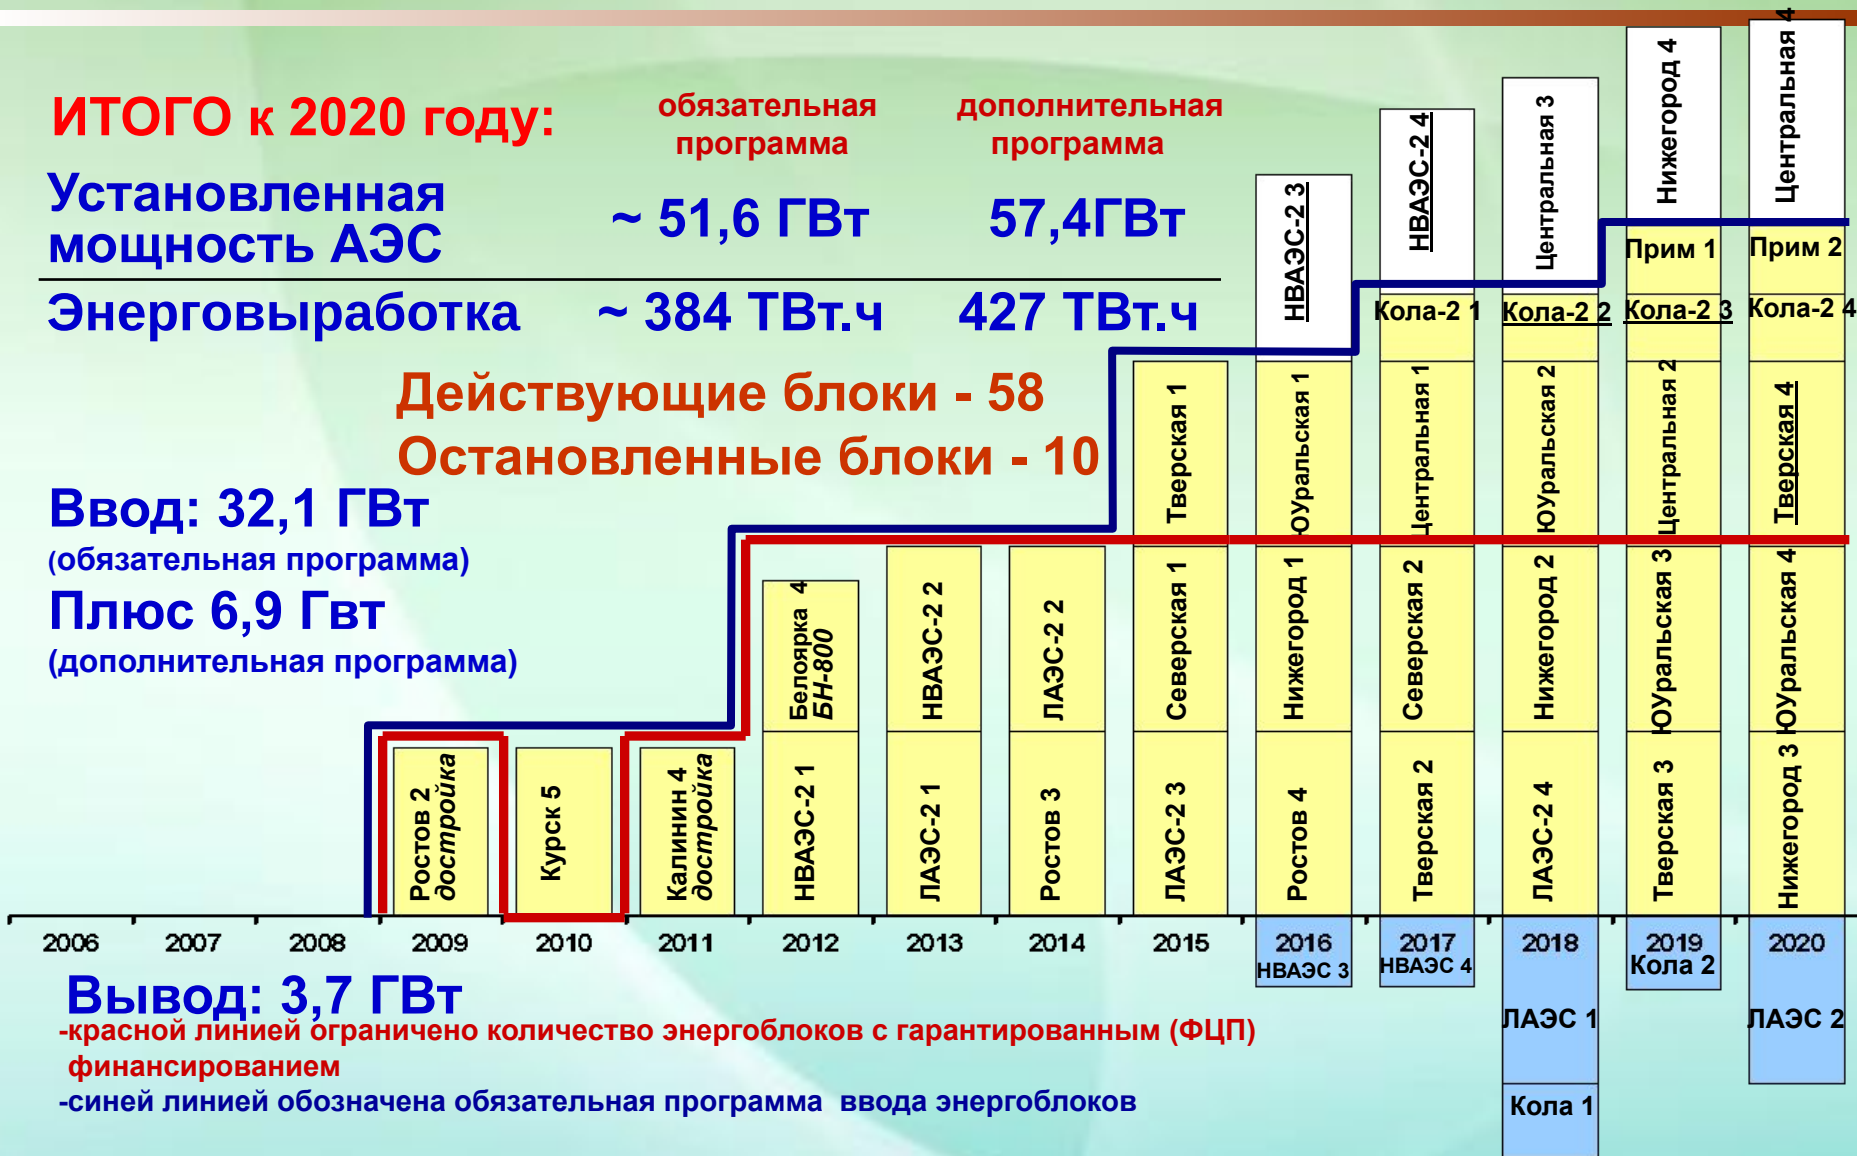 ИТОГО к 2020 году:
обязательная
программа
дополнительная
программа
Установленная
мощность АЭС
~ 51,6 ГВт
57,4ГВт
Энерговыработка
~ 384 ТВт.ч
427 ТВт.ч
Действующие блоки - 58
Остановленные блоки - 10
Ввод: 32,1 ГВт
(обязательная программа)
Плюс 6,9 Гвт
(дополнительная программа)
Ростов 2
достройка
Курск 5
Калинин 4
достройка
Белоярка 4
БН-800
НВАЭС-2 1
НВАЭС-2 2
ЛАЭС-2 1
ЛАЭС-2 2
Ростов 3
Тверская 1
Северская 1
ЛАЭС-2 3
НВАЭС-2 3
ЮУральская 1
Нижегород 1
Ростов 4
НВАЭС-2 4
Кола-2 1
Центральная 1
Северская 2
Тверская 2
Центральная 3
Кола-2 2
ЮУральская 2
Нижегород 2
ЛАЭС-2 4
Нижегород 4
Прим 1
Кола-2 3
Центральная 2
ЮУральская 3
Тверская 3
Центральная 4
Прим 2
Кола-2 4
Тверская 4
ЮУральская 4
Нижегород 3
2006 2007 2008 2009 2010 2011 2012 2013 2014 2015 2016 2017 2018 2019 2020
НВАЭС 3
НВАЭС 4
ЛАЭС 1
Кола 1
Кола 2
ЛАЭС 2
Вывод: 3,7 ГВт
-красной линией ограничено количество энергоблоков с гарантированным (ФЦП)
финансированием
-синей линией обозначена обязательная программа ввода энергоблоков